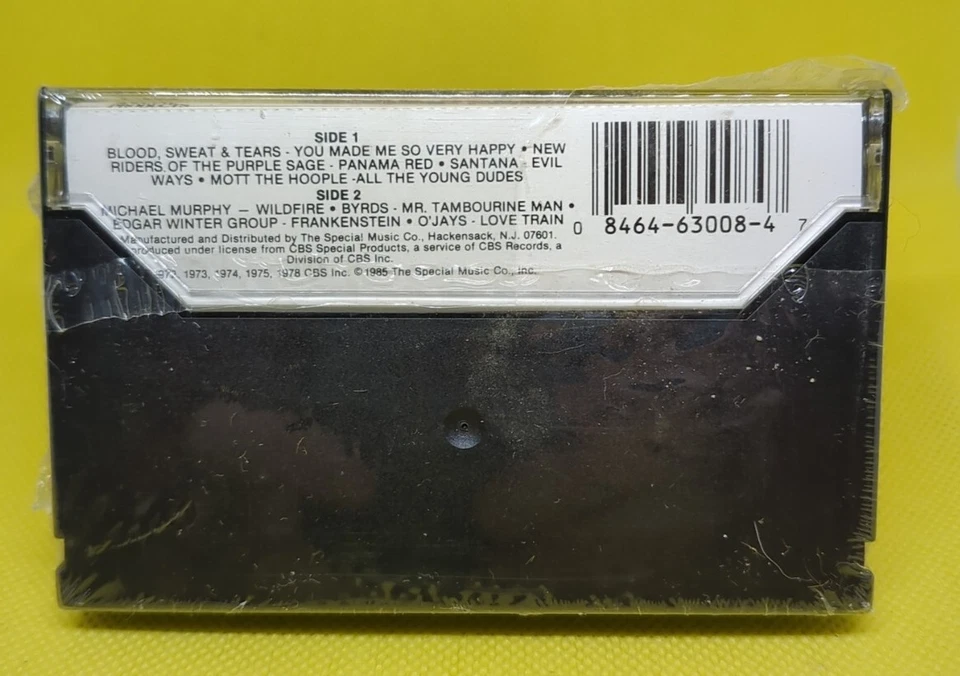 SIDE 1
BLOOD, SWEAT & TEARS - YOU MADE ME SO VERY HAPPY • NEW
RIDERS OF THE PURPLE SAGE - PANAMA RED • SANTANA - EVIL
WAYS • MOTT THE HOOPLE -ALL THE YOUNG DUDES
SIDE 2
MICHAEL MURPHY — WILDFIRE • BYRDS - MR. TAMBOURINE MAN •
EDGAR WINTER GROUP - FRANKENSTEIN • O'JAYS - LOVE TRAIN
Manufactured and Distributed by The Special Music Co., Hackensack, N.J. 07601.
under license from CBS Special Products, a service of CBS Records, a
Division of CBS Inc.
1973, 1974, 1975, 1978 CBS Inc. © 1985 The Special Music Co., Inc.
0 8464-63008-4 7